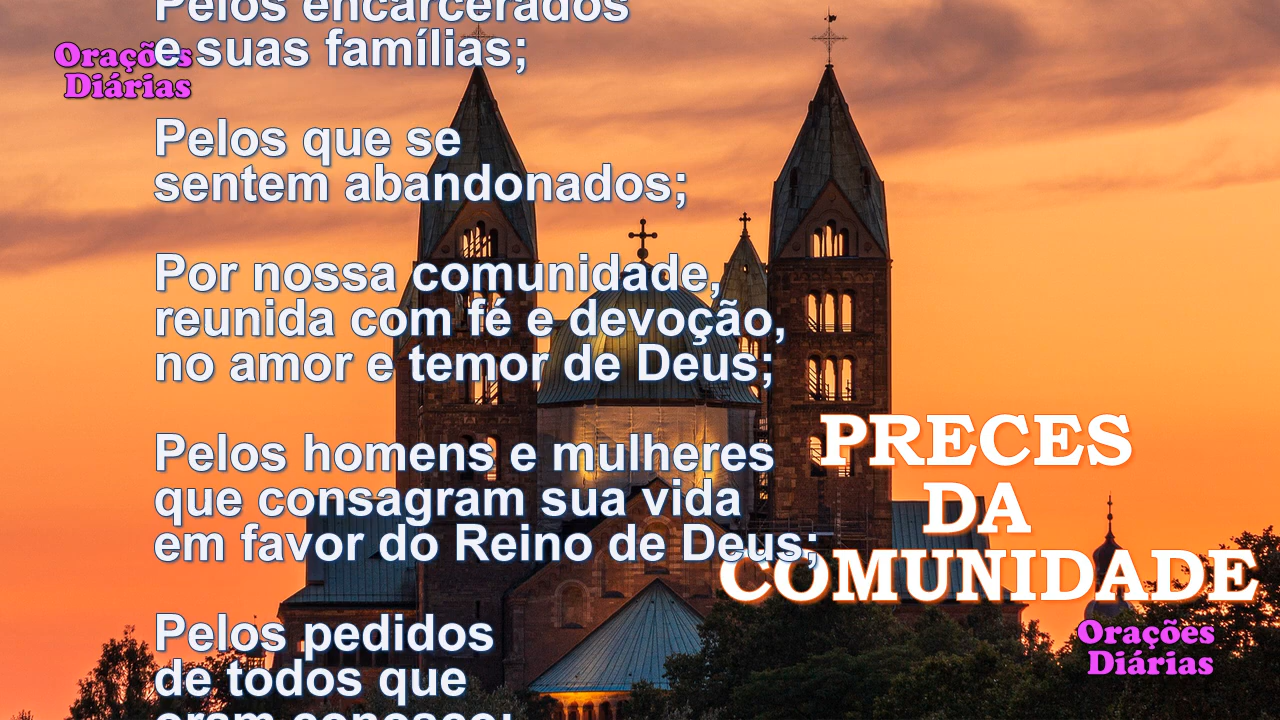 Pelos encarcerados
e suas famílias;
Orações
Diárias
Pelos que se
sentem abandonados;
Por nossa comunidade,
reunida com fé e devoção,
no amor e temor de Deus;
Pelos homens e mulheres
que consagram sua vida
em favor do Reino de Deus;
Pelos pedidos
de todos que
oram conosco;
PRECES
DA
COMUNIDADE
Orações
Diárias